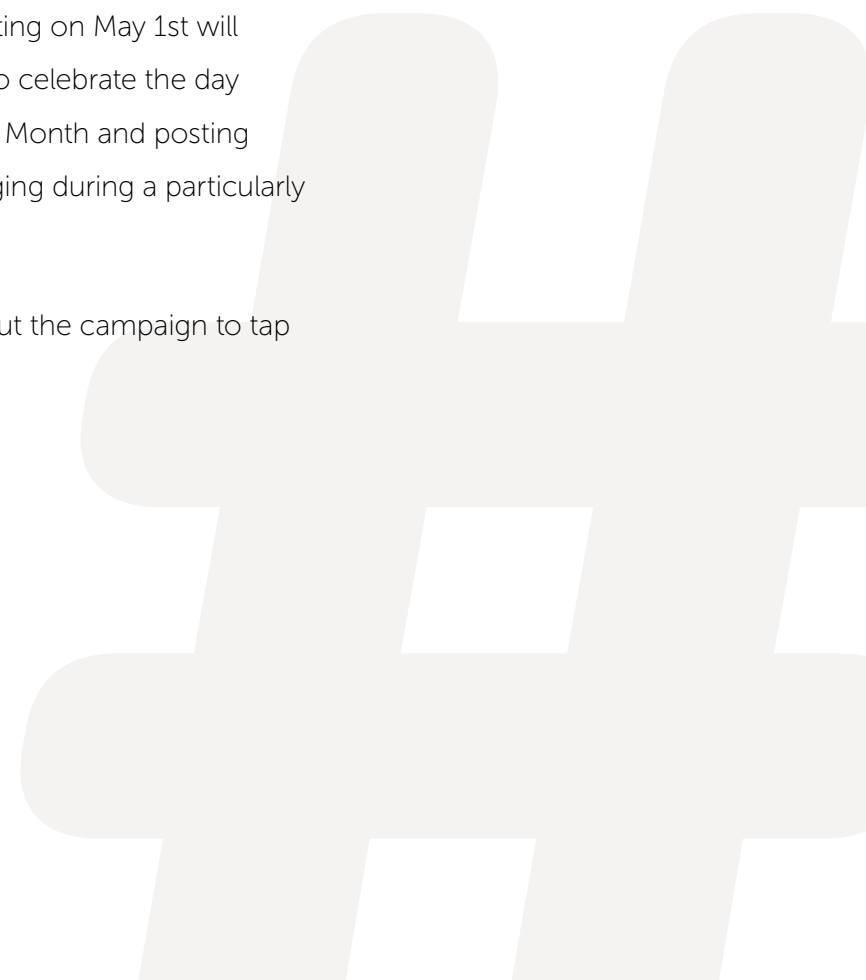 ting on May 1st will
o celebrate the day
Month and posting
ging during a particularly
ut the campaign to tap
#